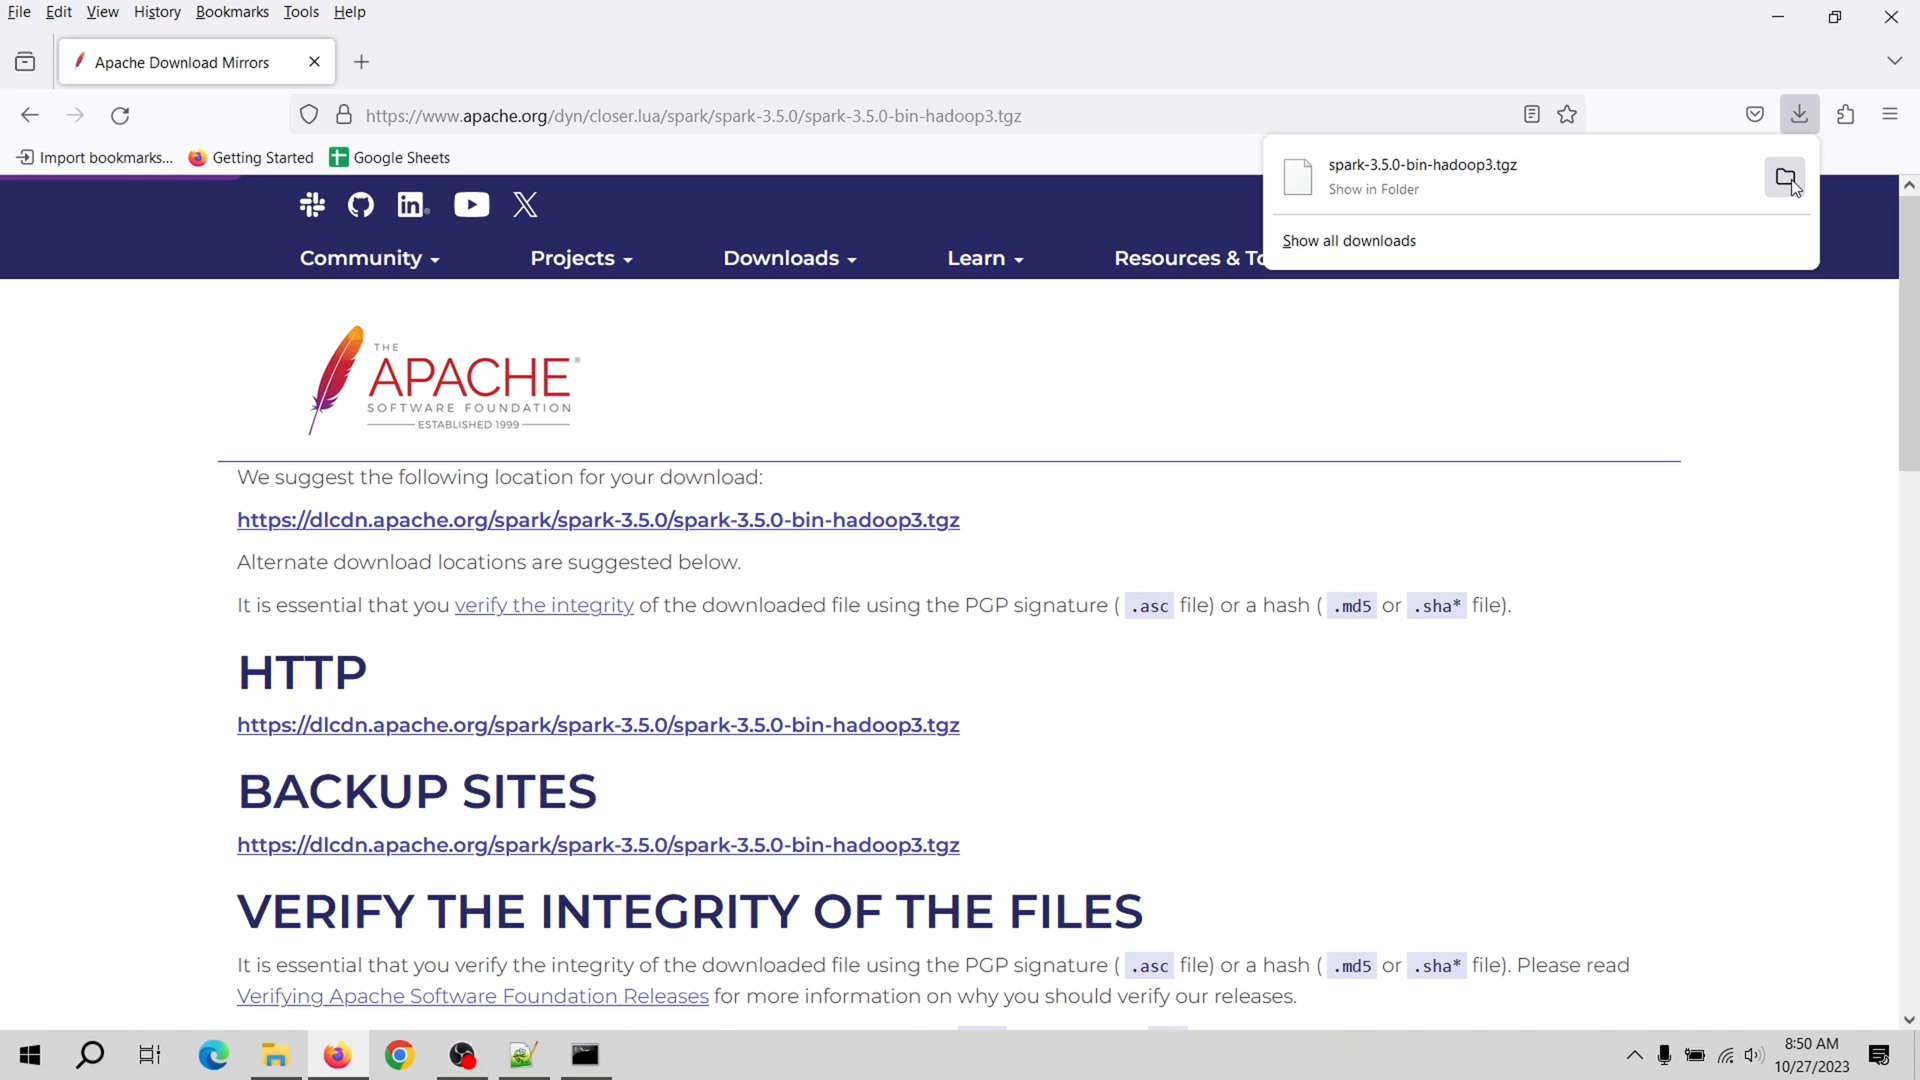 File Edit View History Bookmarks Tools Help
Apache Download Mirrors
https://www.apache.org/dyn/closer.lua/spark/spark-3.5.0/spark-3.5.0-bin-hadoop3.tgz
Import bookmarks... Getting Started Google Sheets
spark-3.5.0-bin-hadoop3.tgz
Show in Folder
Show all downloads
Community Projects Downloads Learn Resources & To
THE
APACHE®
SOFTWARE FOUNDATION
ESTABLISHED 1999
We suggest the following location for your download:
https://dlcdn.apache.org/spark/spark-3.5.0/spark-3.5.0-bin-hadoop3.tgz
Alternate download locations are suggested below.
It is essential that you verify the integrity of the downloaded file using the PGP signature ( .asc file) or a hash ( .md5 or .sha* file).
HTTP
https://dlcdn.apache.org/spark/spark-3.5.0/spark-3.5.0-bin-hadoop3.tgz
BACKUP SITES
https://dlcdn.apache.org/spark/spark-3.5.0/spark-3.5.0-bin-hadoop3.tgz
VERIFY THE INTEGRITY OF THE FILES
It is essential that you verify the integrity of the downloaded file using the PGP signature ( .asc file) or a hash ( .md5 or .sha* file). Please read
Verifying Apache Software Foundation Releases for more information on why you should verify our releases.
8:50 AM
10/27/2023